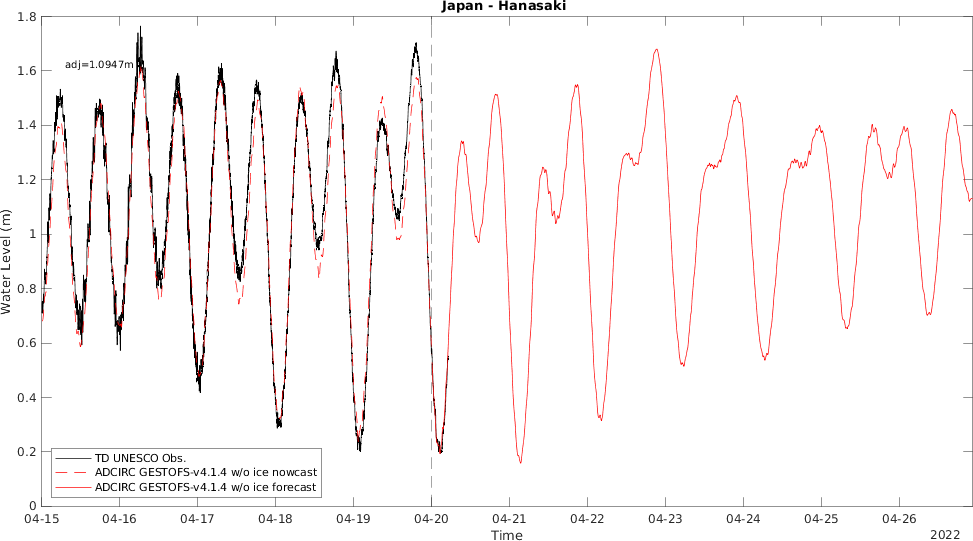 Japan - Hanasaki
1.8
1.6
1.4
1.2
1
0.8
0.6
0.4
0.2
0
Water Level (m)
adj=1.0947m
TD UNESCO Obs.
ADCIRC GESTOFS-v4.1.4 w/o ice nowcast
ADCIRC GESTOFS-v4.1.4 w/o ice forecast
04-15 04-16 04-17 04-18 04-19 04-20 04-21 04-22 04-23 04-24 04-25 04-26
Time
2022